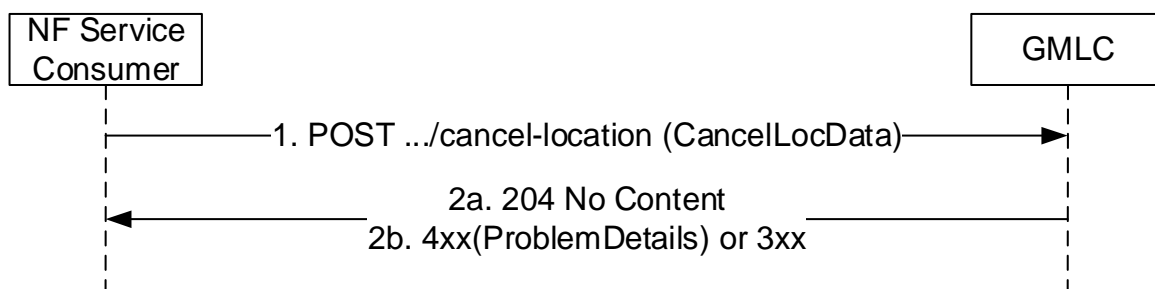 NF Service
Consumer
GMLC
1. POST .../cancel-location (CancelLocData)
2a. 204 No Content
2b. 4xx(ProblemDetails) or 3xx